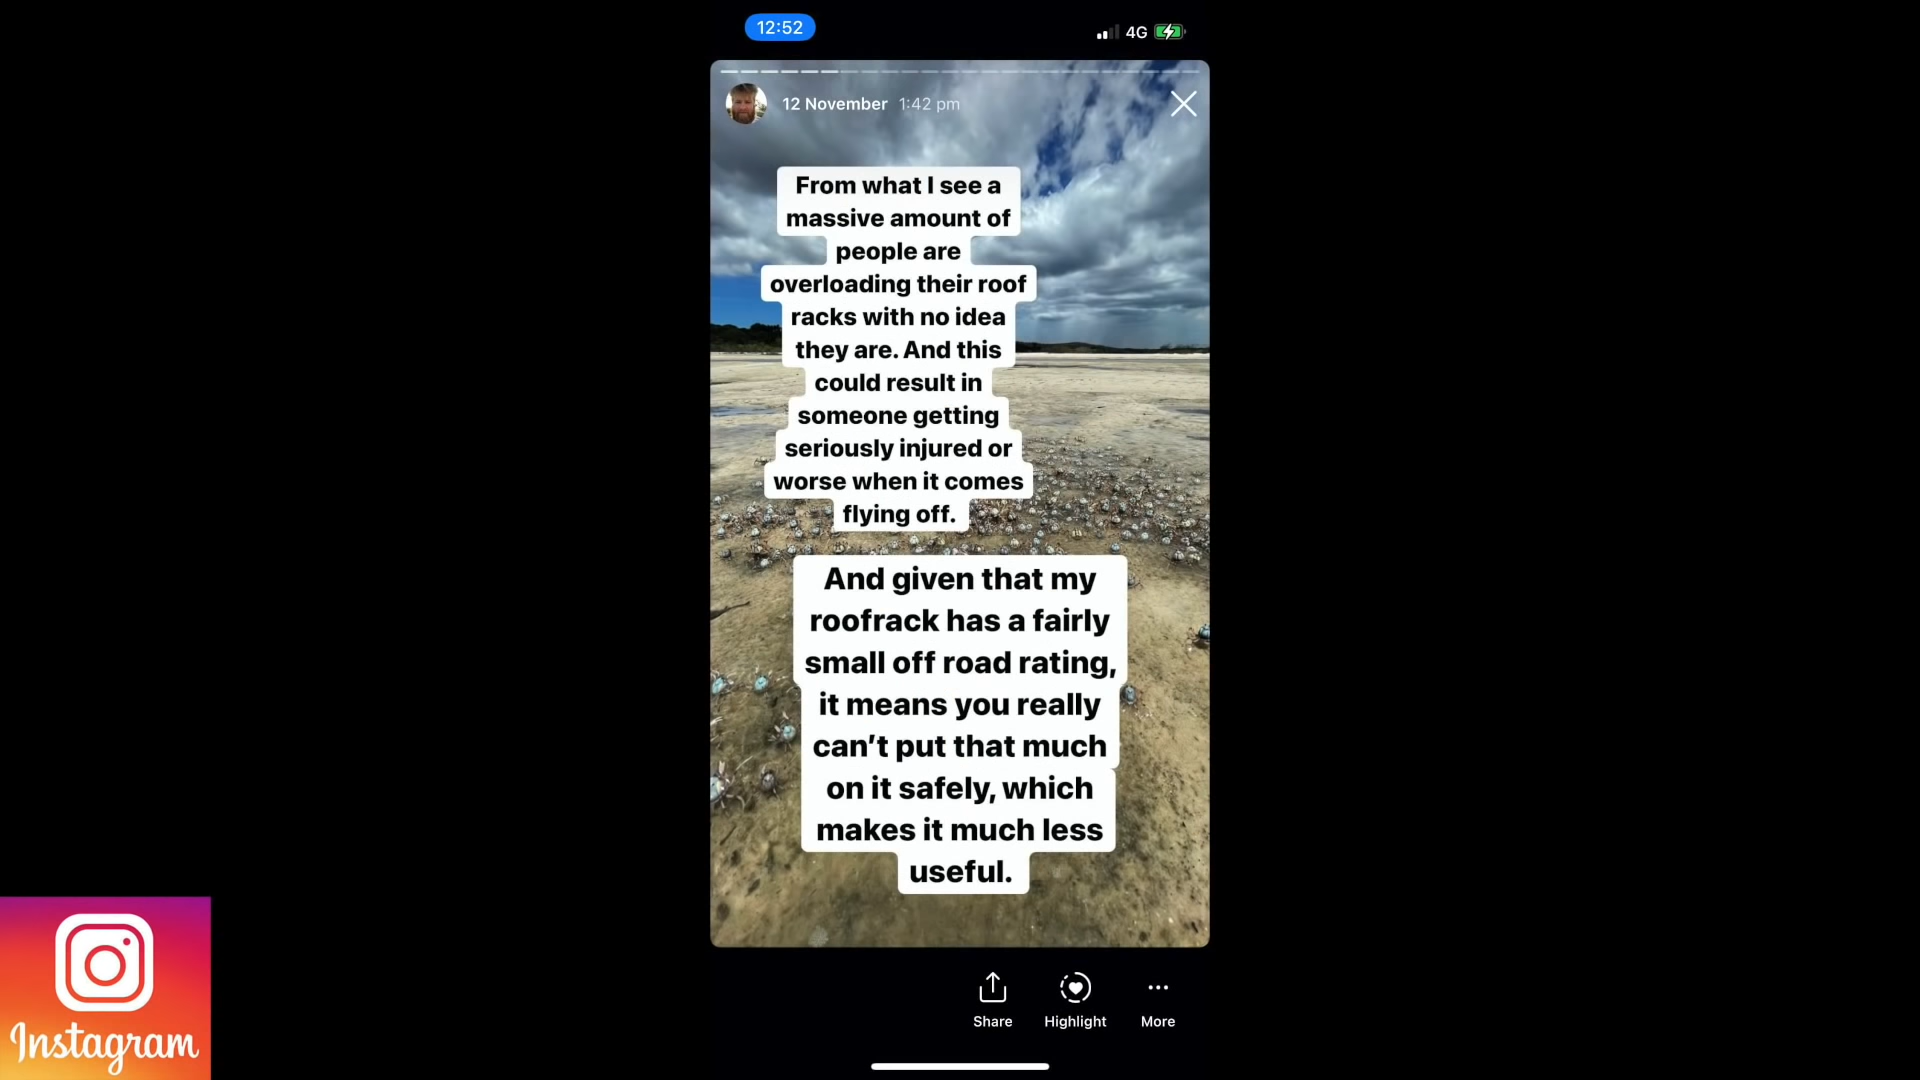 12:52
4G
12 November 1:42 pm
From what I see a
massive amount of
people are
overloading their roof
racks with no idea
they are. And this
could result in
someone getting
seriously injured or
worse when it comes
flying off.
And given that my
roofrack has a fairly
small off road rating,
it means you really
can't put that much
on it safely, which
makes it much less
useful.
Share Highlight More
Instagram